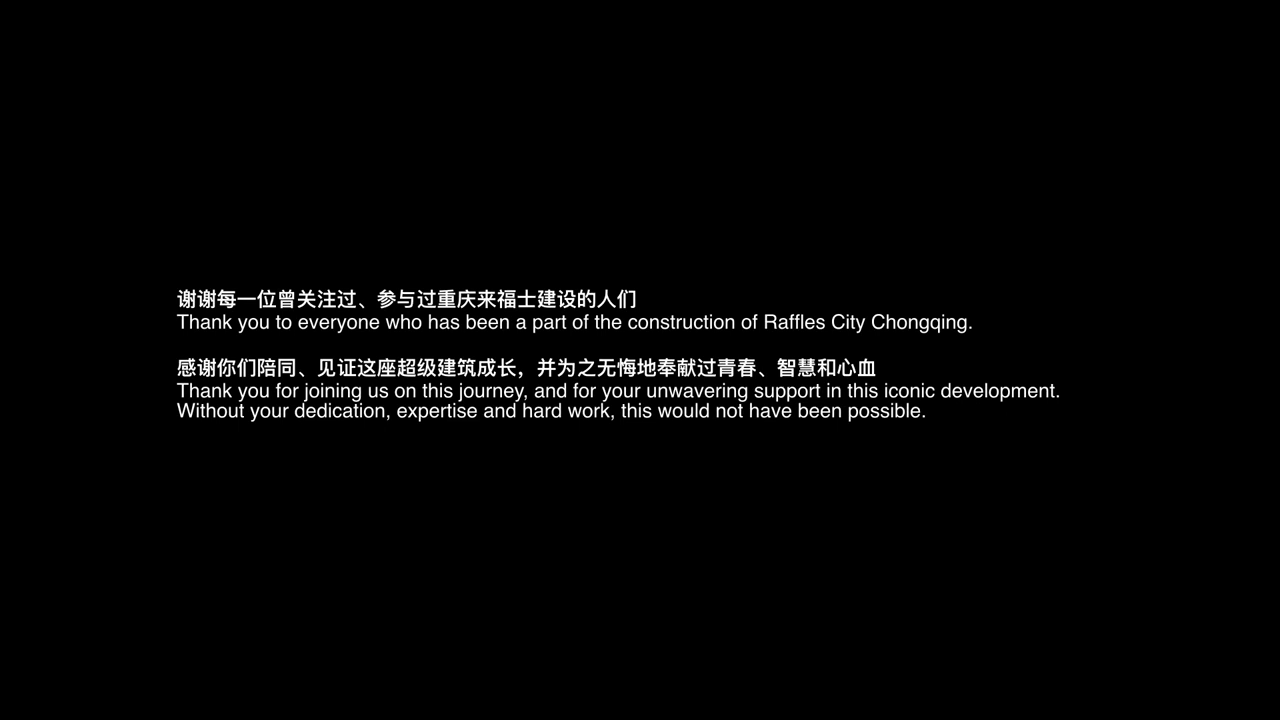 谢谢每一位曾关注过、参与过重庆来福士建设的人们
Thank you to everyone who has been a part of the construction of Raffles City Chongqing.
感谢你们陪同、见证这座超级建筑成长，并为之无悔地奉献过青春、智慧和心血
Thank you for joining us on this journey, and for your unwavering support in this iconic development.
Without your dedication, expertise and hard work, this would not have been possible.